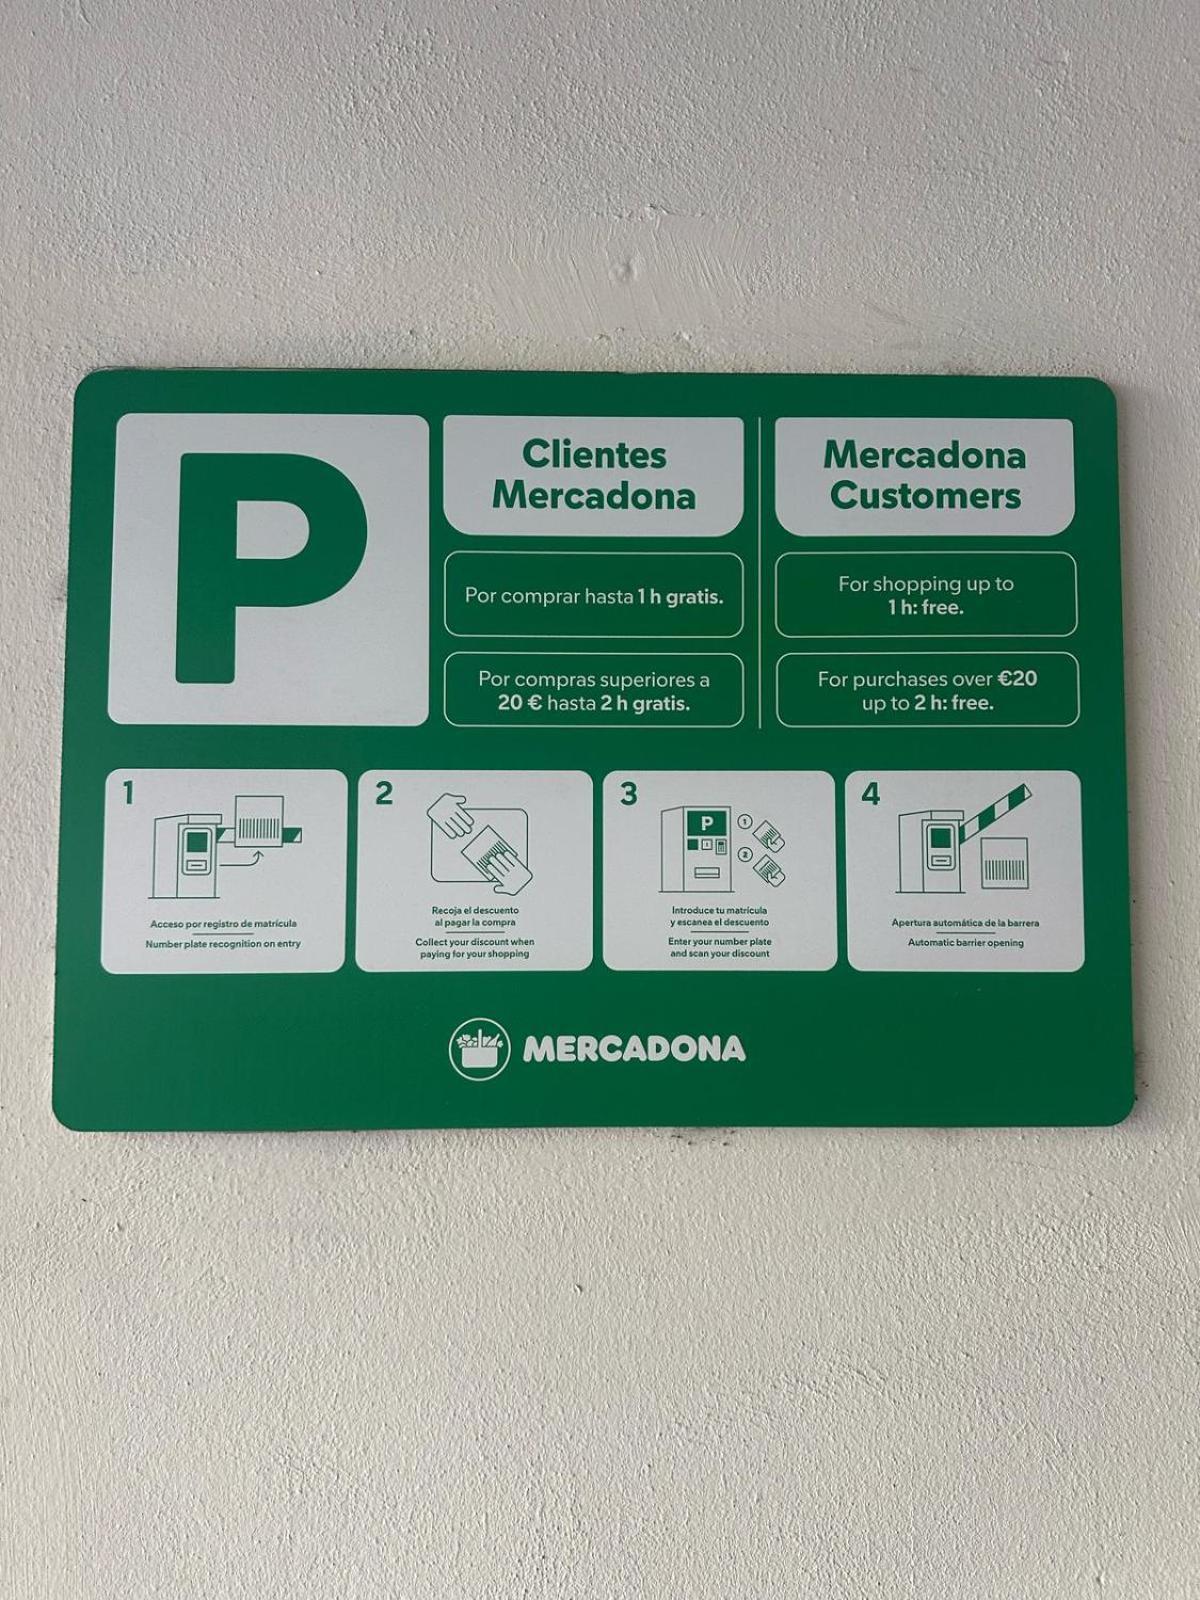 P
Clientes
Mercadona
Por comprar hasta 1 h gratis.
Por compras superiores a
20 € hasta 2 h gratis.
Mercadona
Customers
For shopping up to
1 h: free.
For purchases over €20
up to 2 h: free.
1
Acceso por registro de matrícula
Number plate recognition on entry
2
Recoja el descuento
al pagar la compra
Collect your discount when
paying for your shopping
3
P
1
2
Introduce tu matrícula
y escanea el descuento
Enter your number plate
and scan your discount
4
Apertura automática de la barrera
Automatic barrier opening
MERCADONA